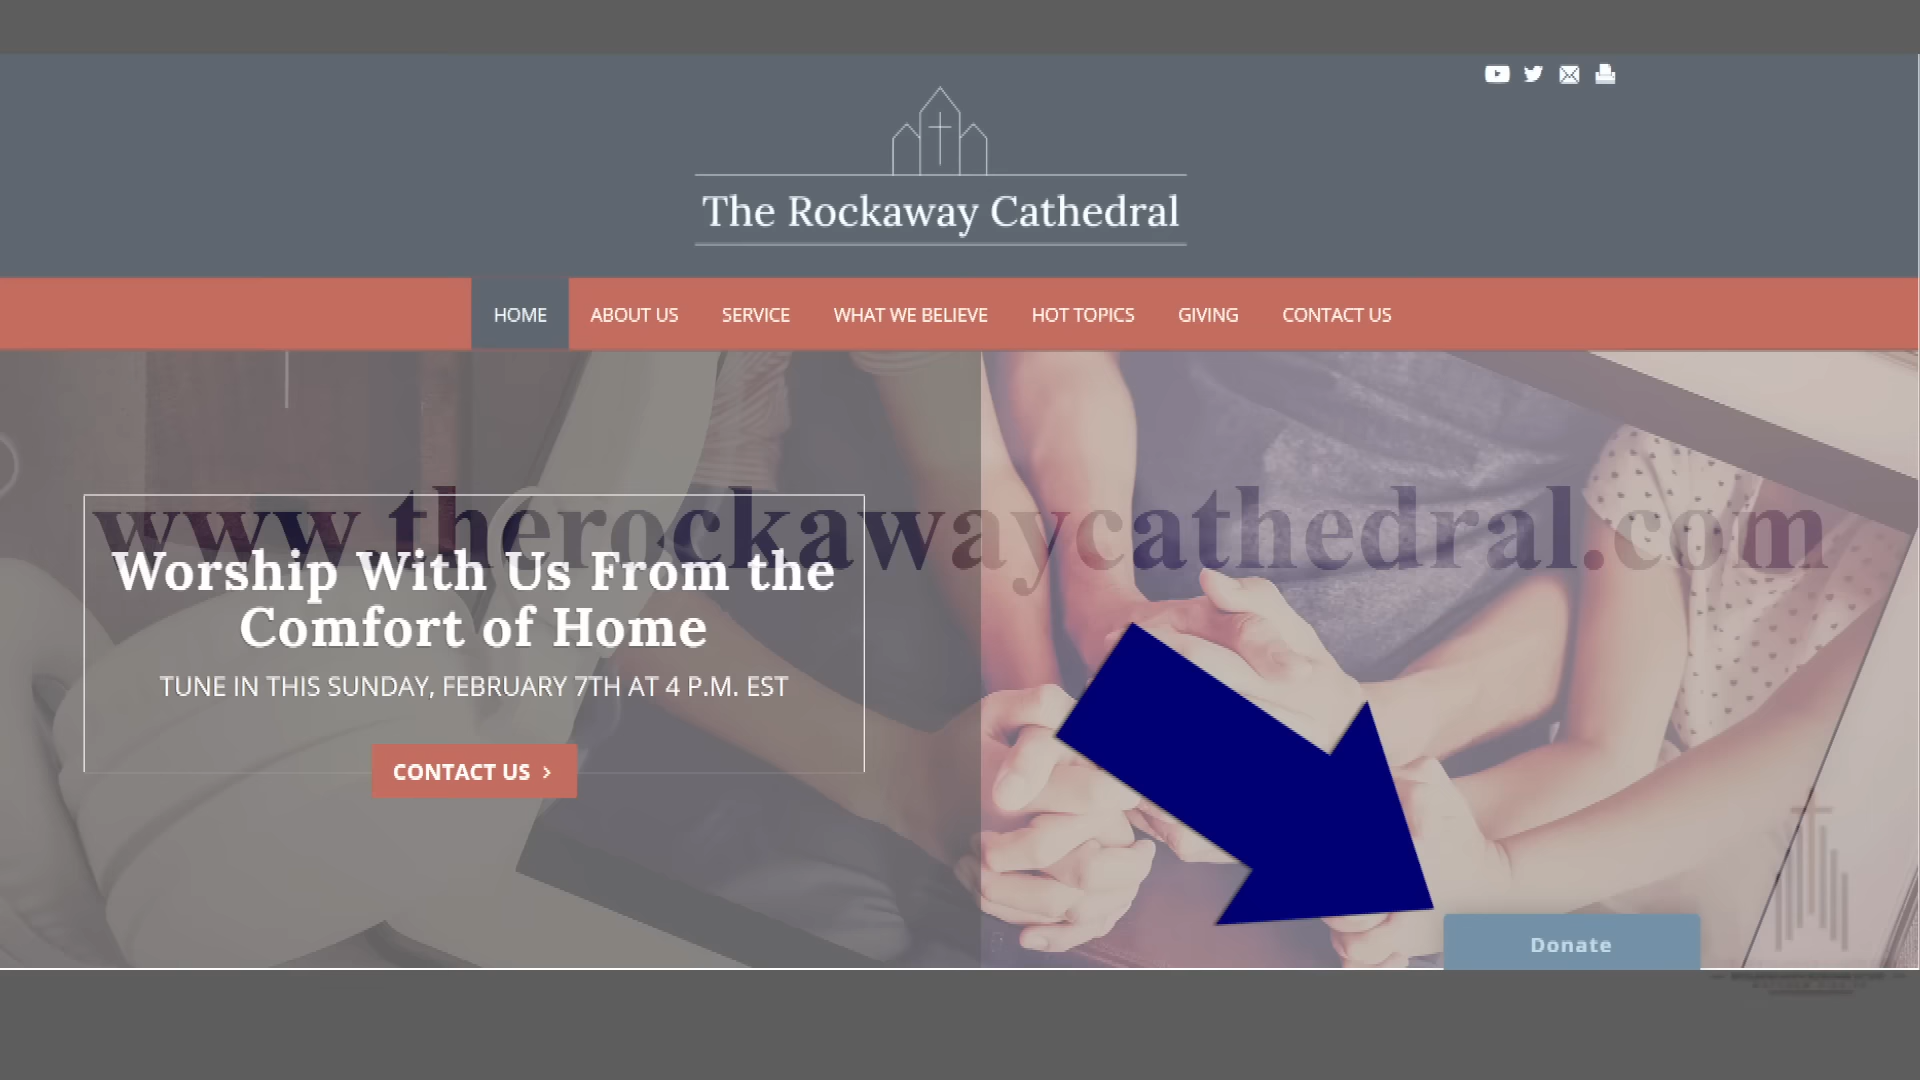 The Rockaway Cathedral
HOME ABOUT US SERVICE WHAT WE BELIEVE HOT TOPICS GIVING CONTACT US
www.therockawaycathedral.com
Worship With Us From the
Comfort of Home
TUNE IN THIS SUNDAY, FEBRUARY 7TH AT 4 P.M. EST
CONTACT US
Donate